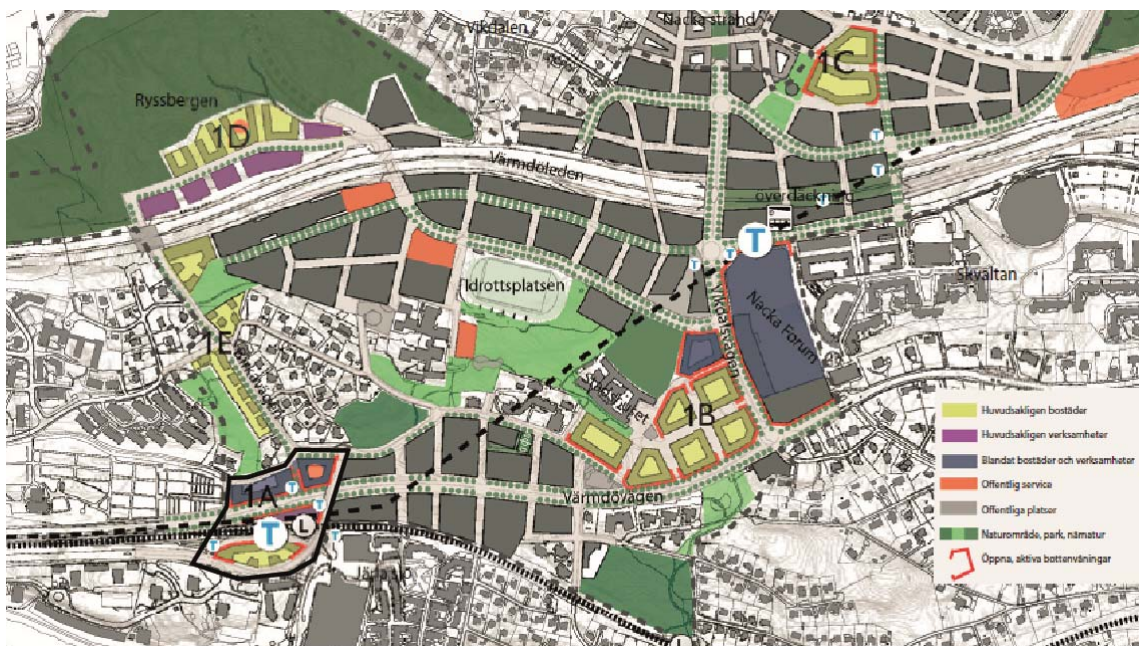 Nacka strand
Vikdalen
1C
Ryssbergen
1D
T
Värmdöleden
T
överdäckning
T
T
T
Skvaltan
Idrottsplatsen
Vikdalsvägen
Nacka Forum
1E
1B
Huvudsakligen bostäder
Huvudsakligen verksamheter
Blandat bostäder och verksamheter
Offentlig service
Offentliga platser
Naturområde, park, närnatur
Öppna, aktiva bottenvåningar
1A
T
T
Värmdövägen
T
L
T
T
L